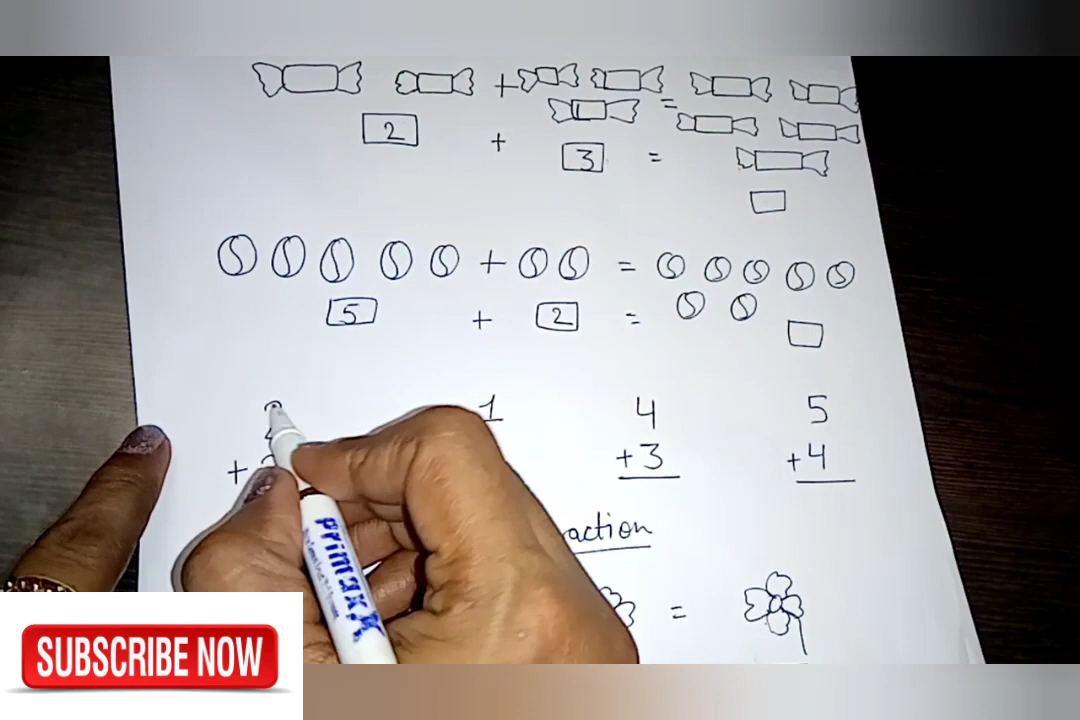 + =
2 + 3 =
+ =
5 + 2 =
1 4 5
+ +3 +4
action
=
Primax
SUBSCRIBE NOW